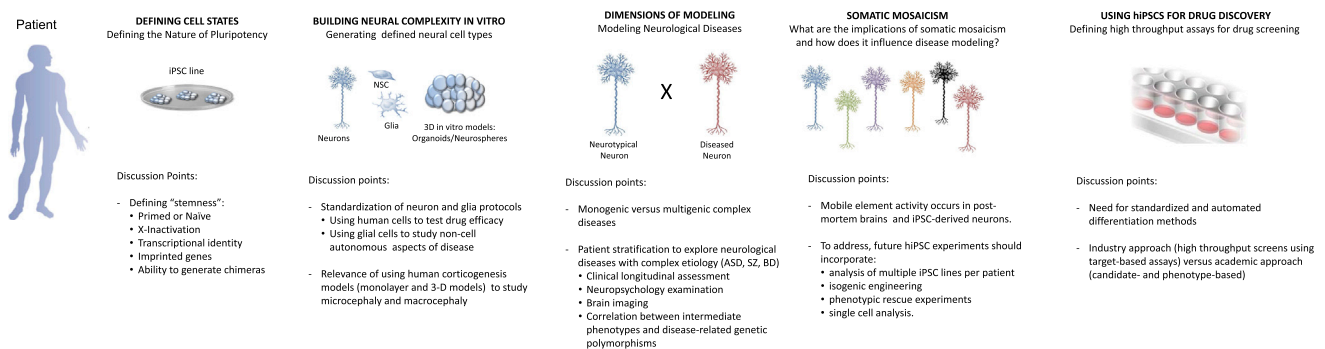 Patient
DEFINING CELL STATES
Defining the Nature of Pluripotency
iPSC line
Discussion Points:
- Defining “stemness”:
• Primed or Naïve
• X-Inactivation
• Transcriptional identity
• Imprinted genes
• Ability to generate chimeras
BUILDING NEURAL COMPLEXITY IN VITRO
Generating defined neural cell types
NSC
Glia
Neurons
3D in vitro models:
Organoids/Neurospheres
Discussion points:
- Standardization of neuron and glia protocols
• Using human cells to test drug efficacy
• Using glial cells to study non-cell
autonomous aspects of disease
- Relevance of using human corticogenesis
models (monolayer and 3-D models) to study
microcephaly and macrocephaly
DIMENSIONS OF MODELING
Modeling Neurological Diseases
X
Neurotypical
Neuron
Diseased
Neuron
Discussion points:
- Monogenic versus multigenic complex
diseases
- Patient stratification to explore neurological
diseases with complex etiology (ASD, SZ, BD)
• Clinical longitudinal assessment
• Neuropsychology examination
• Brain imaging
• Correlation between intermediate
phenotypes and disease-related genetic
polymorphisms
SOMATIC MOSAICISM
What are the implications of somatic mosaicism
and how does it influence disease modeling?
Discussion points:
- Mobile element activity occurs in post-
mortem brains and iPSC-derived neurons.
- To address, future hiPSC experiments should
incorporate:
• analysis of multiple iPSC lines per patient
• isogenic engineering
• phenotypic rescue experiments
• single cell analysis.
USING hiPSCS FOR DRUG DISCOVERY
Defining high throughput assays for drug screening
Discussion points:
- Need for standardized and automated
differentiation methods
- Industry approach (high throughput screens using
target-based assays) versus academic approach
(candidate- and phenotype-based)